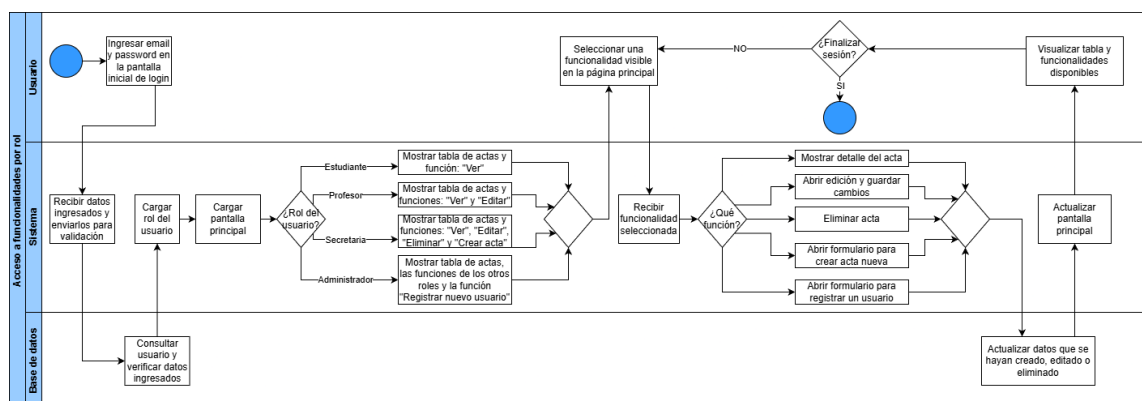 Acceso a funcionalidades por rol
Usuario
Ingresar email
y password en
la pantalla
inicial de login
Seleccionar una
funcionalidad visible
en la página principal
NO
¿Finalizar
sesión?
SI
Visualizar tabla y
funcionalidades
disponibles
Sistema
Recibir datos
ingresados y
enviarlos para
validación
Cargar
rol del
usuario
Cargar
pantalla
principal
¿Rol del
usuario?
Estudiante
Mostrar tabla de actas y
función: "Ver"
Profesor
Mostrar tabla de actas y
funciones: "Ver" y "Editar"
Secretaria
Mostrar tabla de actas y
funciones: "Ver", "Editar",
"Eliminar" y "Crear acta"
Administrador
Mostrar tabla de actas,
las funciones de los otros
roles y la función
"Registrar nuevo usuario"
Recibir
funcionalidad
seleccionada
¿Qué
función?
Mostrar detalle del acta
Abrir edición y guardar
cambios
Eliminar acta
Abrir formulario para
crear acta nueva
Abrir formulario para
registrar un usuario
Actualizar
pantalla
principal
Base de datos
Consultar
usuario y
verificar datos
ingresados
Actualizar datos que se
hayan creado, editado o
eliminado